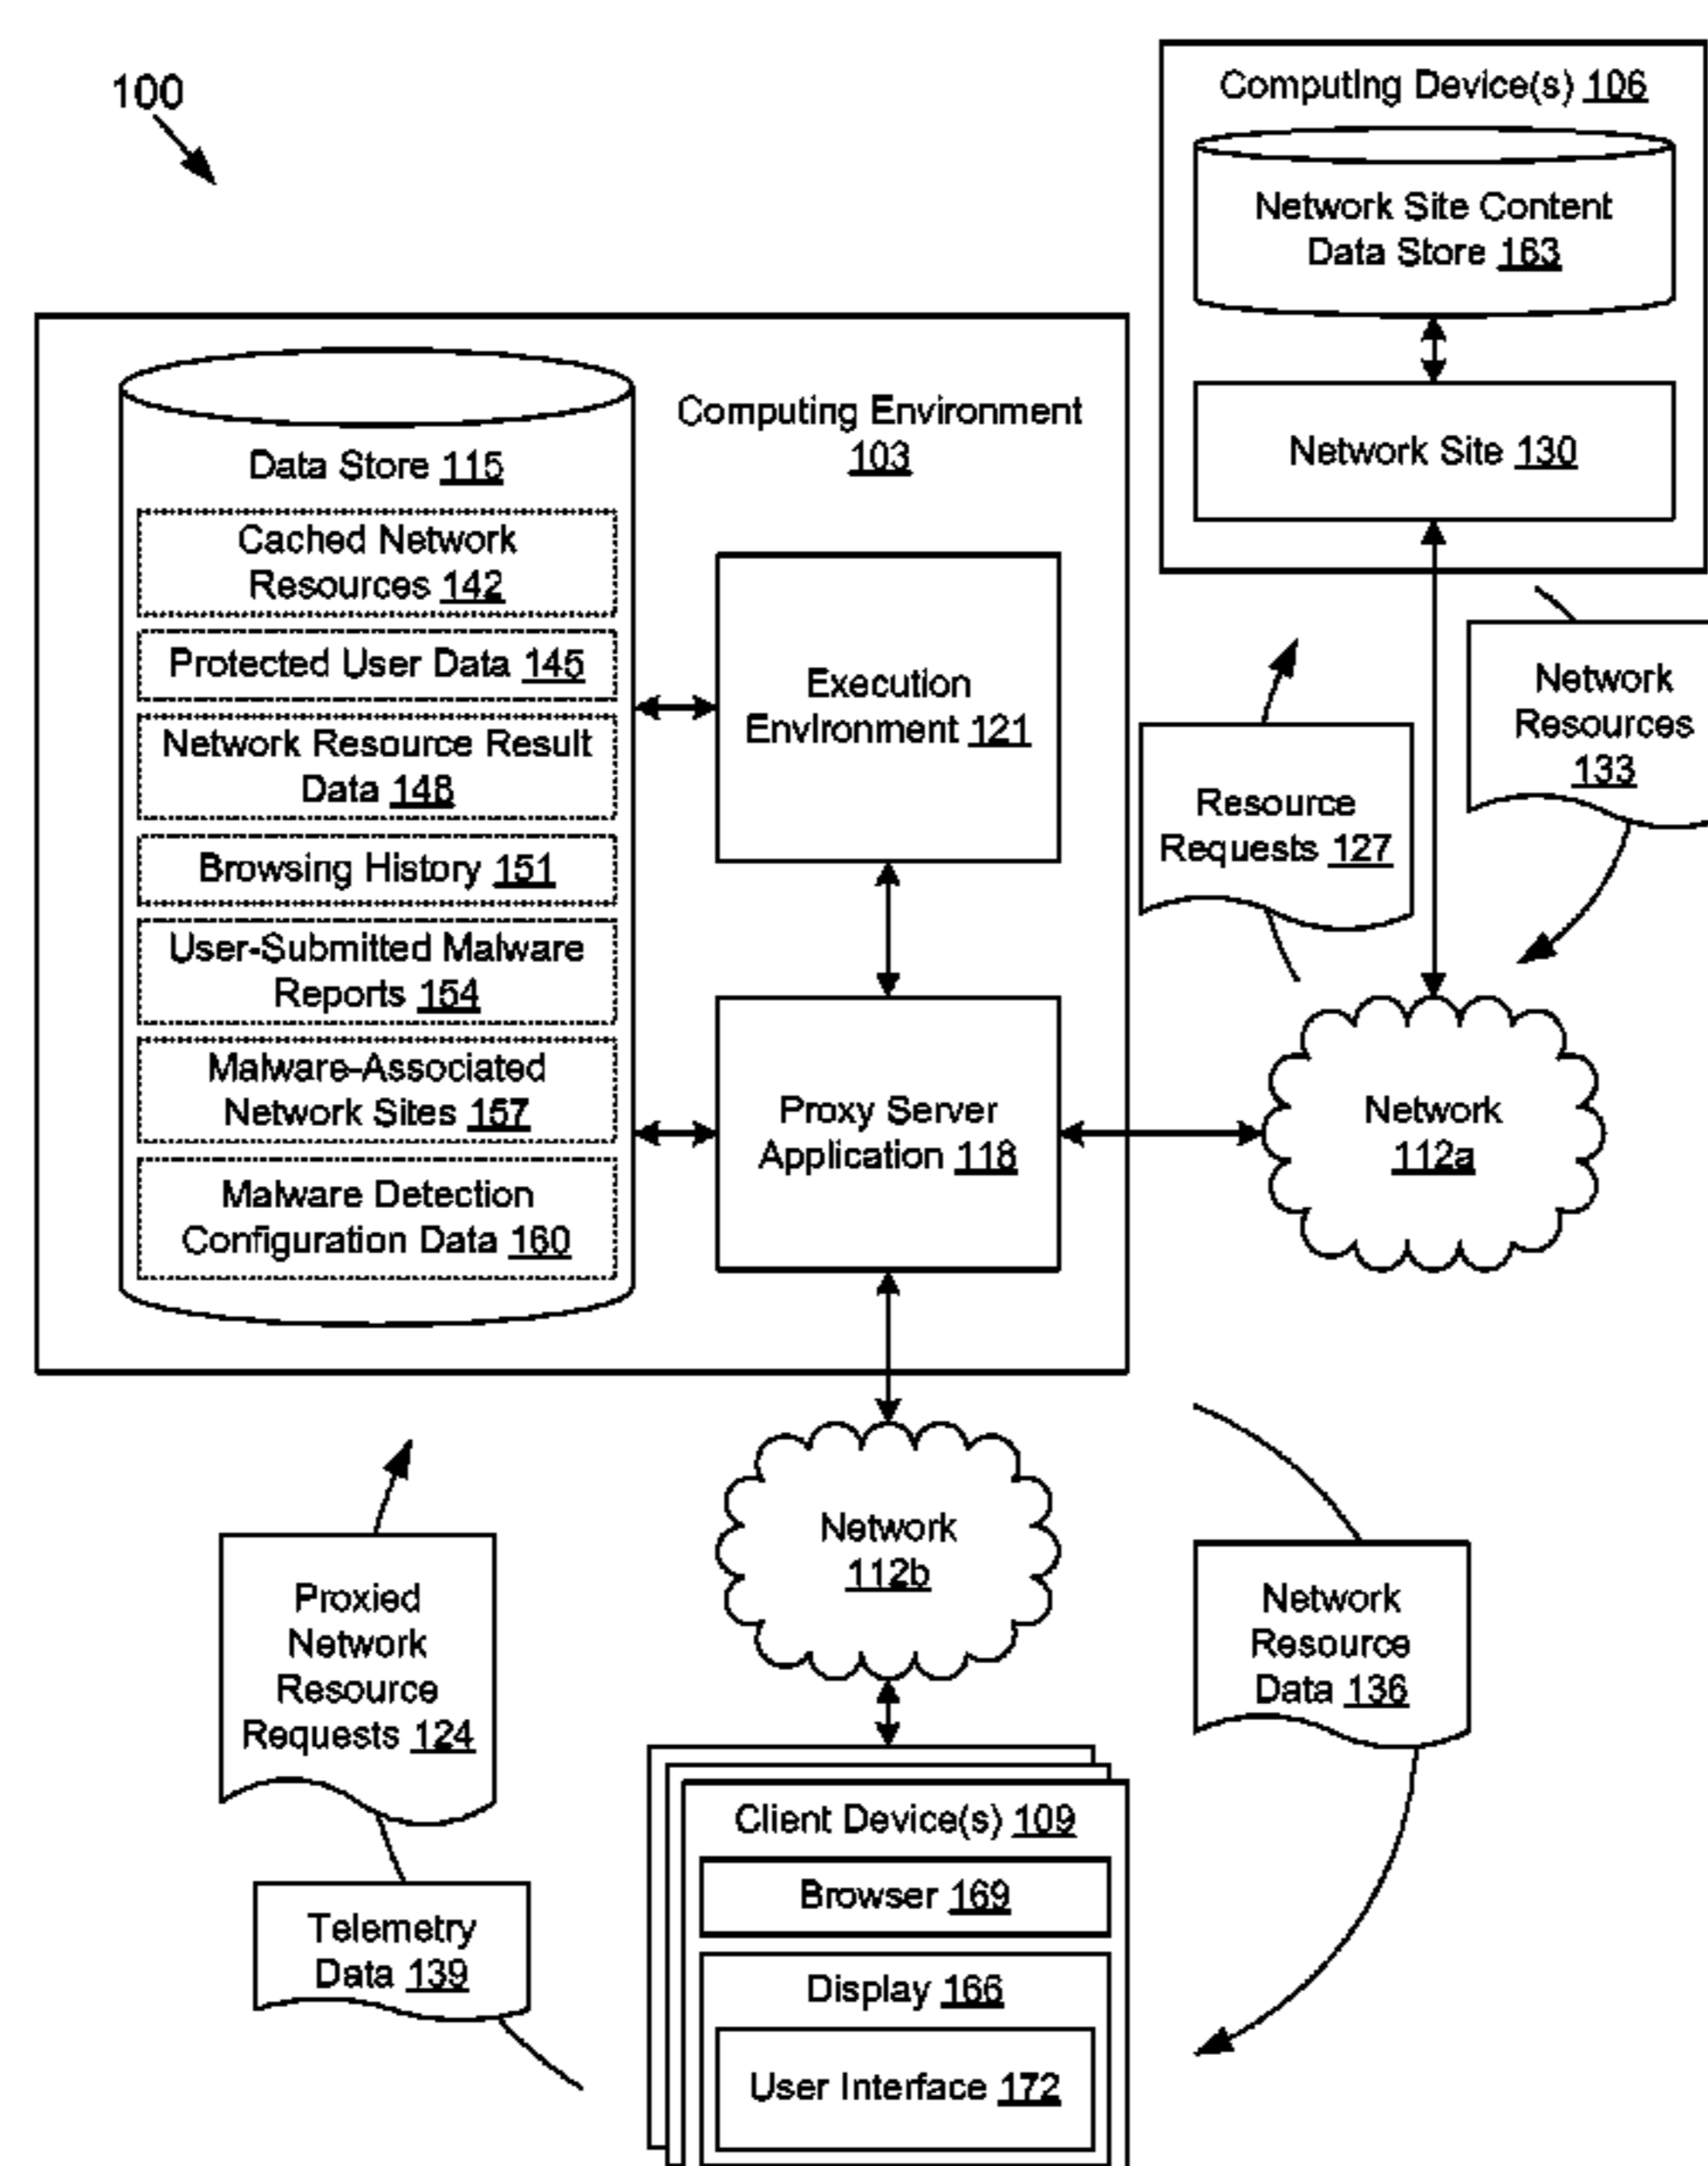 100
Computing Device(s) 106
Network Site Content
Data Store 163
Network Site 130
Computing Environment
103
Data Store 115
Cached Network
Resources 142
Protected User Data 145
Network Resource Result
Data 148
Browsing History 151
User-Submitted Malware
Reports 154
Malware-Associated
Network Sites 157
Malware Detection
Configuration Data 160
Execution
Environment 121
Proxy Server
Application 118
Resource
Requests 127
Network
Resources
133
Network
112a
Network
112b
Proxied
Network
Resource
Requests 124
Telemetry
Data 139
Network
Resource
Data 136
Client Device(s) 109
Browser 169
Display 166
User Interface 172